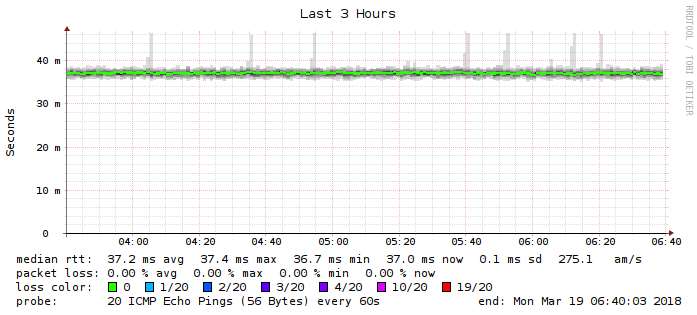 Last 3 Hours
RRDTOOL / TOBI OETIKER
Seconds
40 m
30 m
20 m
10 m
0
04:00 04:20 04:40 05:00 05:20 05:40 06:00 06:20 06:40
median rtt: 37.2 ms avg 37.4 ms max 36.7 ms min 37.0 ms now 0.1 ms sd 275.1 am/s
packet loss: 0.00 % avg 0.00 % max 0.00 % min 0.00 % now
loss color: 0 1/20 2/20 3/20 4/20 10/20 19/20
probe: 20 ICMP Echo Pings (56 Bytes) every 60s end: Mon Mar 19 06:40:03 2018